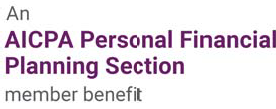 An
AICPA Personal Financial
Planning Section
member benefit